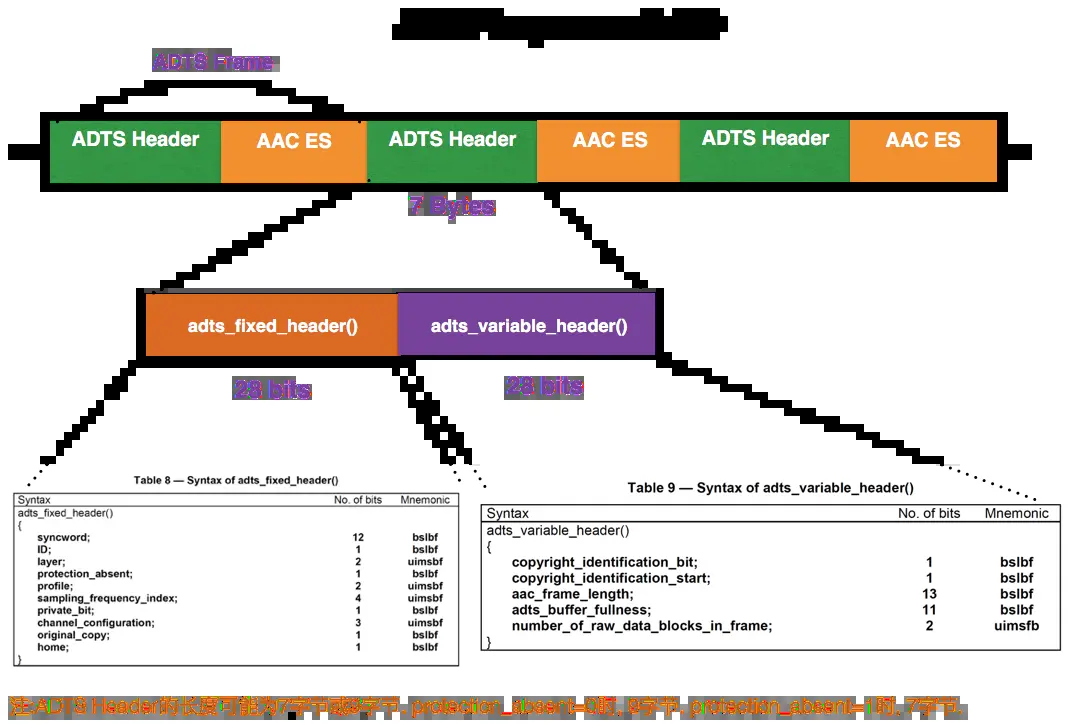 ADTS Frame
ADTS Header AAC ES ADTS Header AAC ES ADTS Header AAC ES
7 Bytes
adts_fixed_header() adts_variable_header()
28 bits 28 bits
Table 8 — Syntax of adts_fixed_header()
Syntax No. of bits Mnemonic
adts_fixed_header()
{
syncword; 12 bslbf
ID; 1 bslbf
layer; 2 uimsbf
protection_absent; 1 bslbf
profile; 2 uimsbf
sampling_frequency_index; 4 uimsbf
private_bit; 1 bslbf
channel_configuration; 3 uimsbf
original_copy; 1 bslbf
home; 1 bslbf
}
Table 9 — Syntax of adts_variable_header()
Syntax No. of bits Mnemonic
adts_variable_header()
{
copyright_identification_bit; 1 bslbf
copyright_identification_start; 1 bslbf
aac_frame_length; 13 bslbf
adts_buffer_fullness; 11 bslbf
number_of_raw_data_blocks_in_frame; 2 uimsfb
}
注:ADTS Header的长度可能为7字节或9字节, protection_absent=0时, 9字节, protection_absent=1时, 7字节.